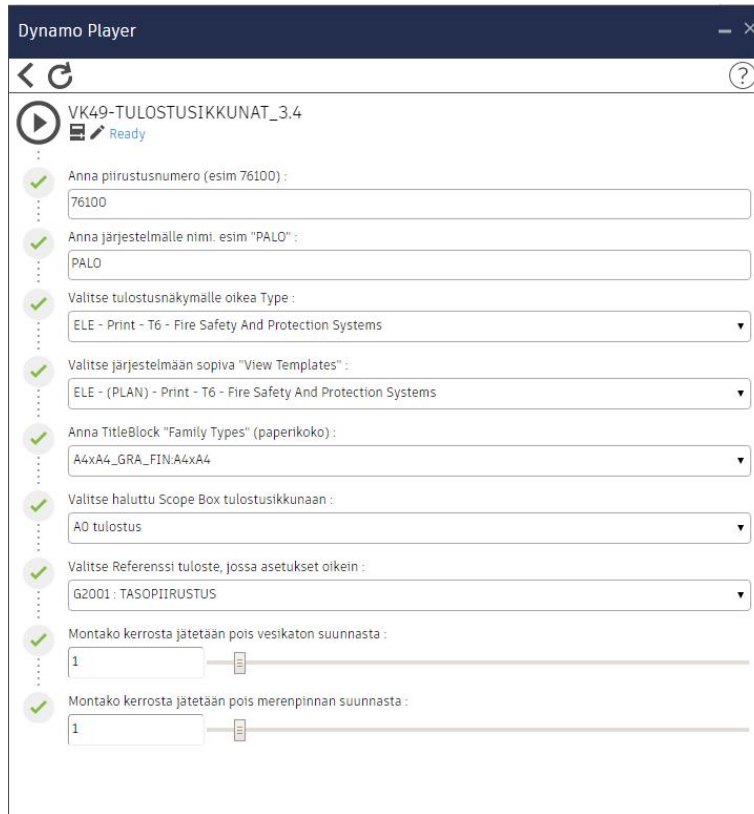 Dynamo Player
?
VK49-TULOSTUSIKKUNAT_3.4
Ready
Anna piirustusnumero (esim 76100) :
76100
Anna järjestelmälle nimi. esim "PALO" :
PALO
Valitse tulostusnäkymälle oikea Type :
ELE - Print - T6 - Fire Safety And Protection Systems
Valitse järjestelmään sopiva "View Templates" :
ELE - (PLAN) - Print - T6 - Fire Safety And Protection Systems
Anna TitleBlock "Family Types" (paperikoko) :
A4xA4_GRA_FIN:A4xA4
Valitse haluttu Scope Box tulostusikkunaan :
A0 tulostus
Valitse Referenssi tuloste, jossa asetukset oikein :
G2001 : TASOPIIRUSTUS
Montako kerrosta jätetään pois vesikaton suunnasta :
1
Montako kerrosta jätetään pois merenpinnan suunnasta :
1